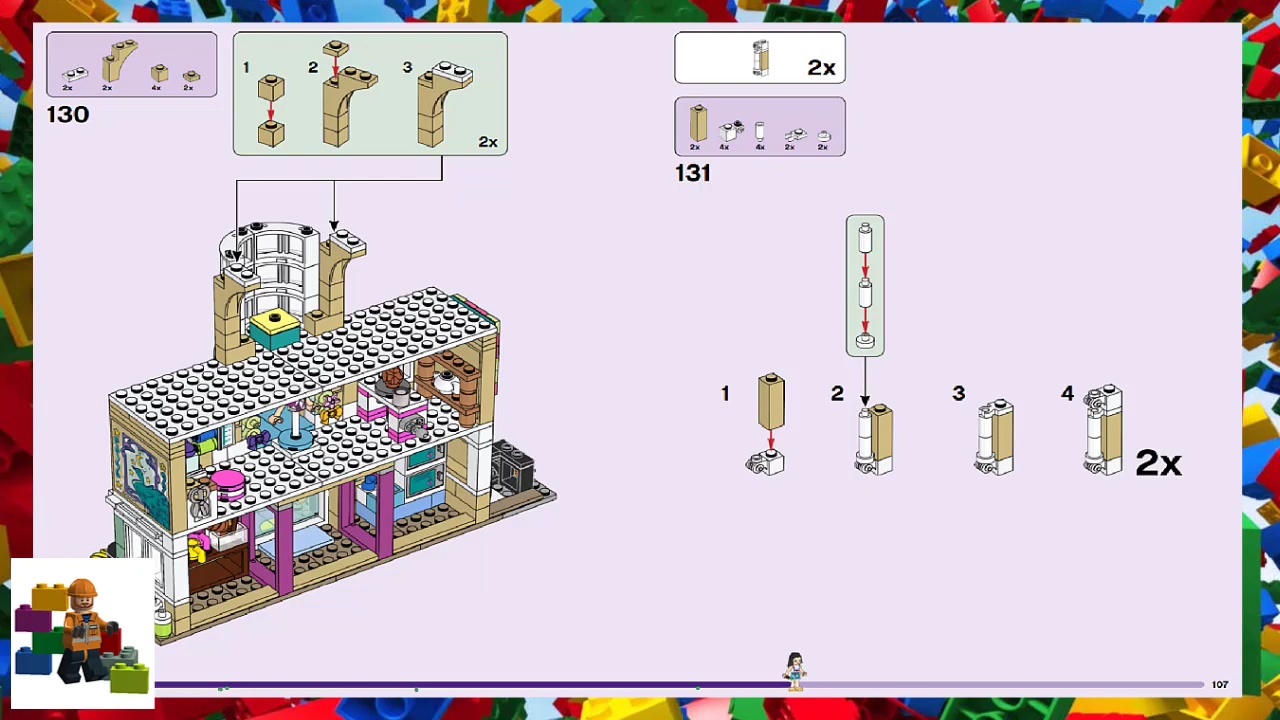 2x 2x 4x 2x
130
1 2 3
2x
2x
2x 4x 4x 2x 2x
131
1 2 3 4
2x
107